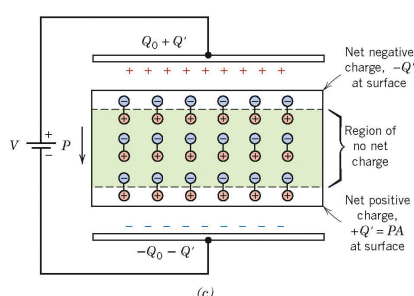 Q₀ + Q′
+ + + + + + + + +
Net negative
charge, −Q′
at surface
V
+
−
P
Region of
no net
charge
Net positive
charge,
+Q′ = PA
at surface
− − − − − − − − −
−Q₀ − Q′
(c)